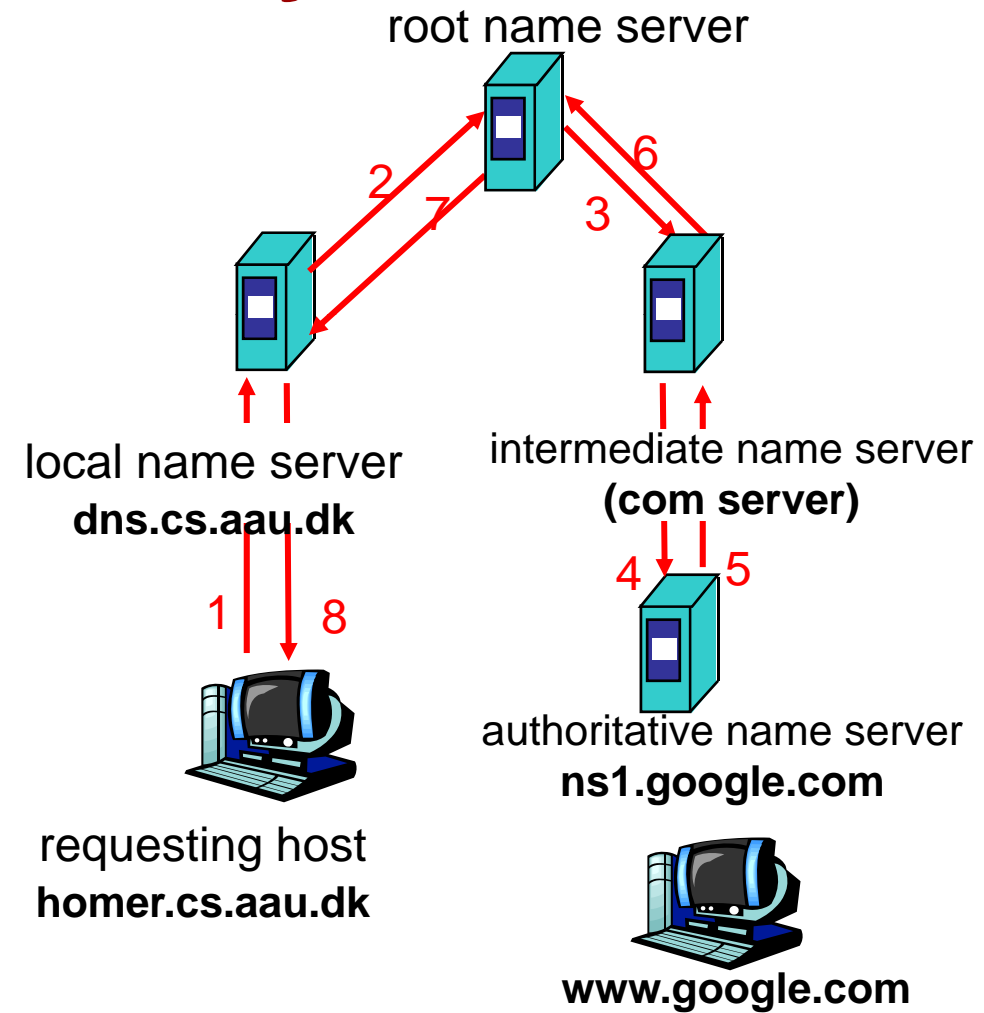 root name server
2
7
6
3
local name server
dns.cs.aau.dk
intermediate name server
(com server)
4
5
1
8
authoritative name server
ns1.google.com
requesting host
homer.cs.aau.dk
www.google.com